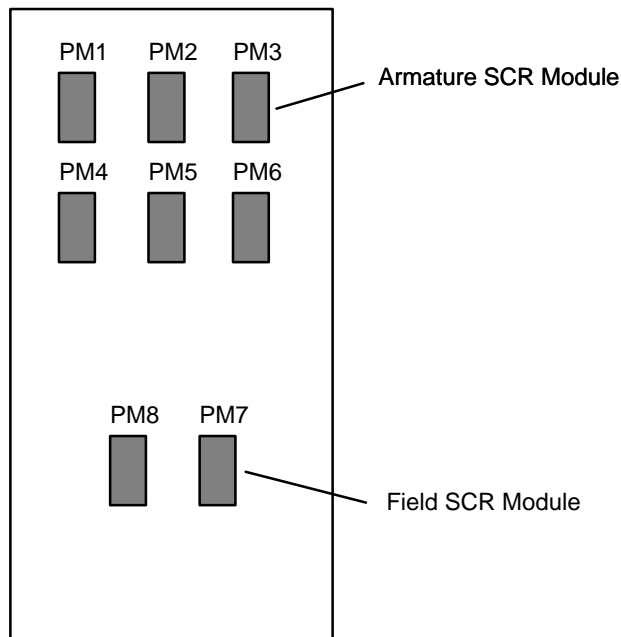 PM1 PM2 PM3
Armature SCR Module
PM4 PM5 PM6
PM8 PM7
Field SCR Module